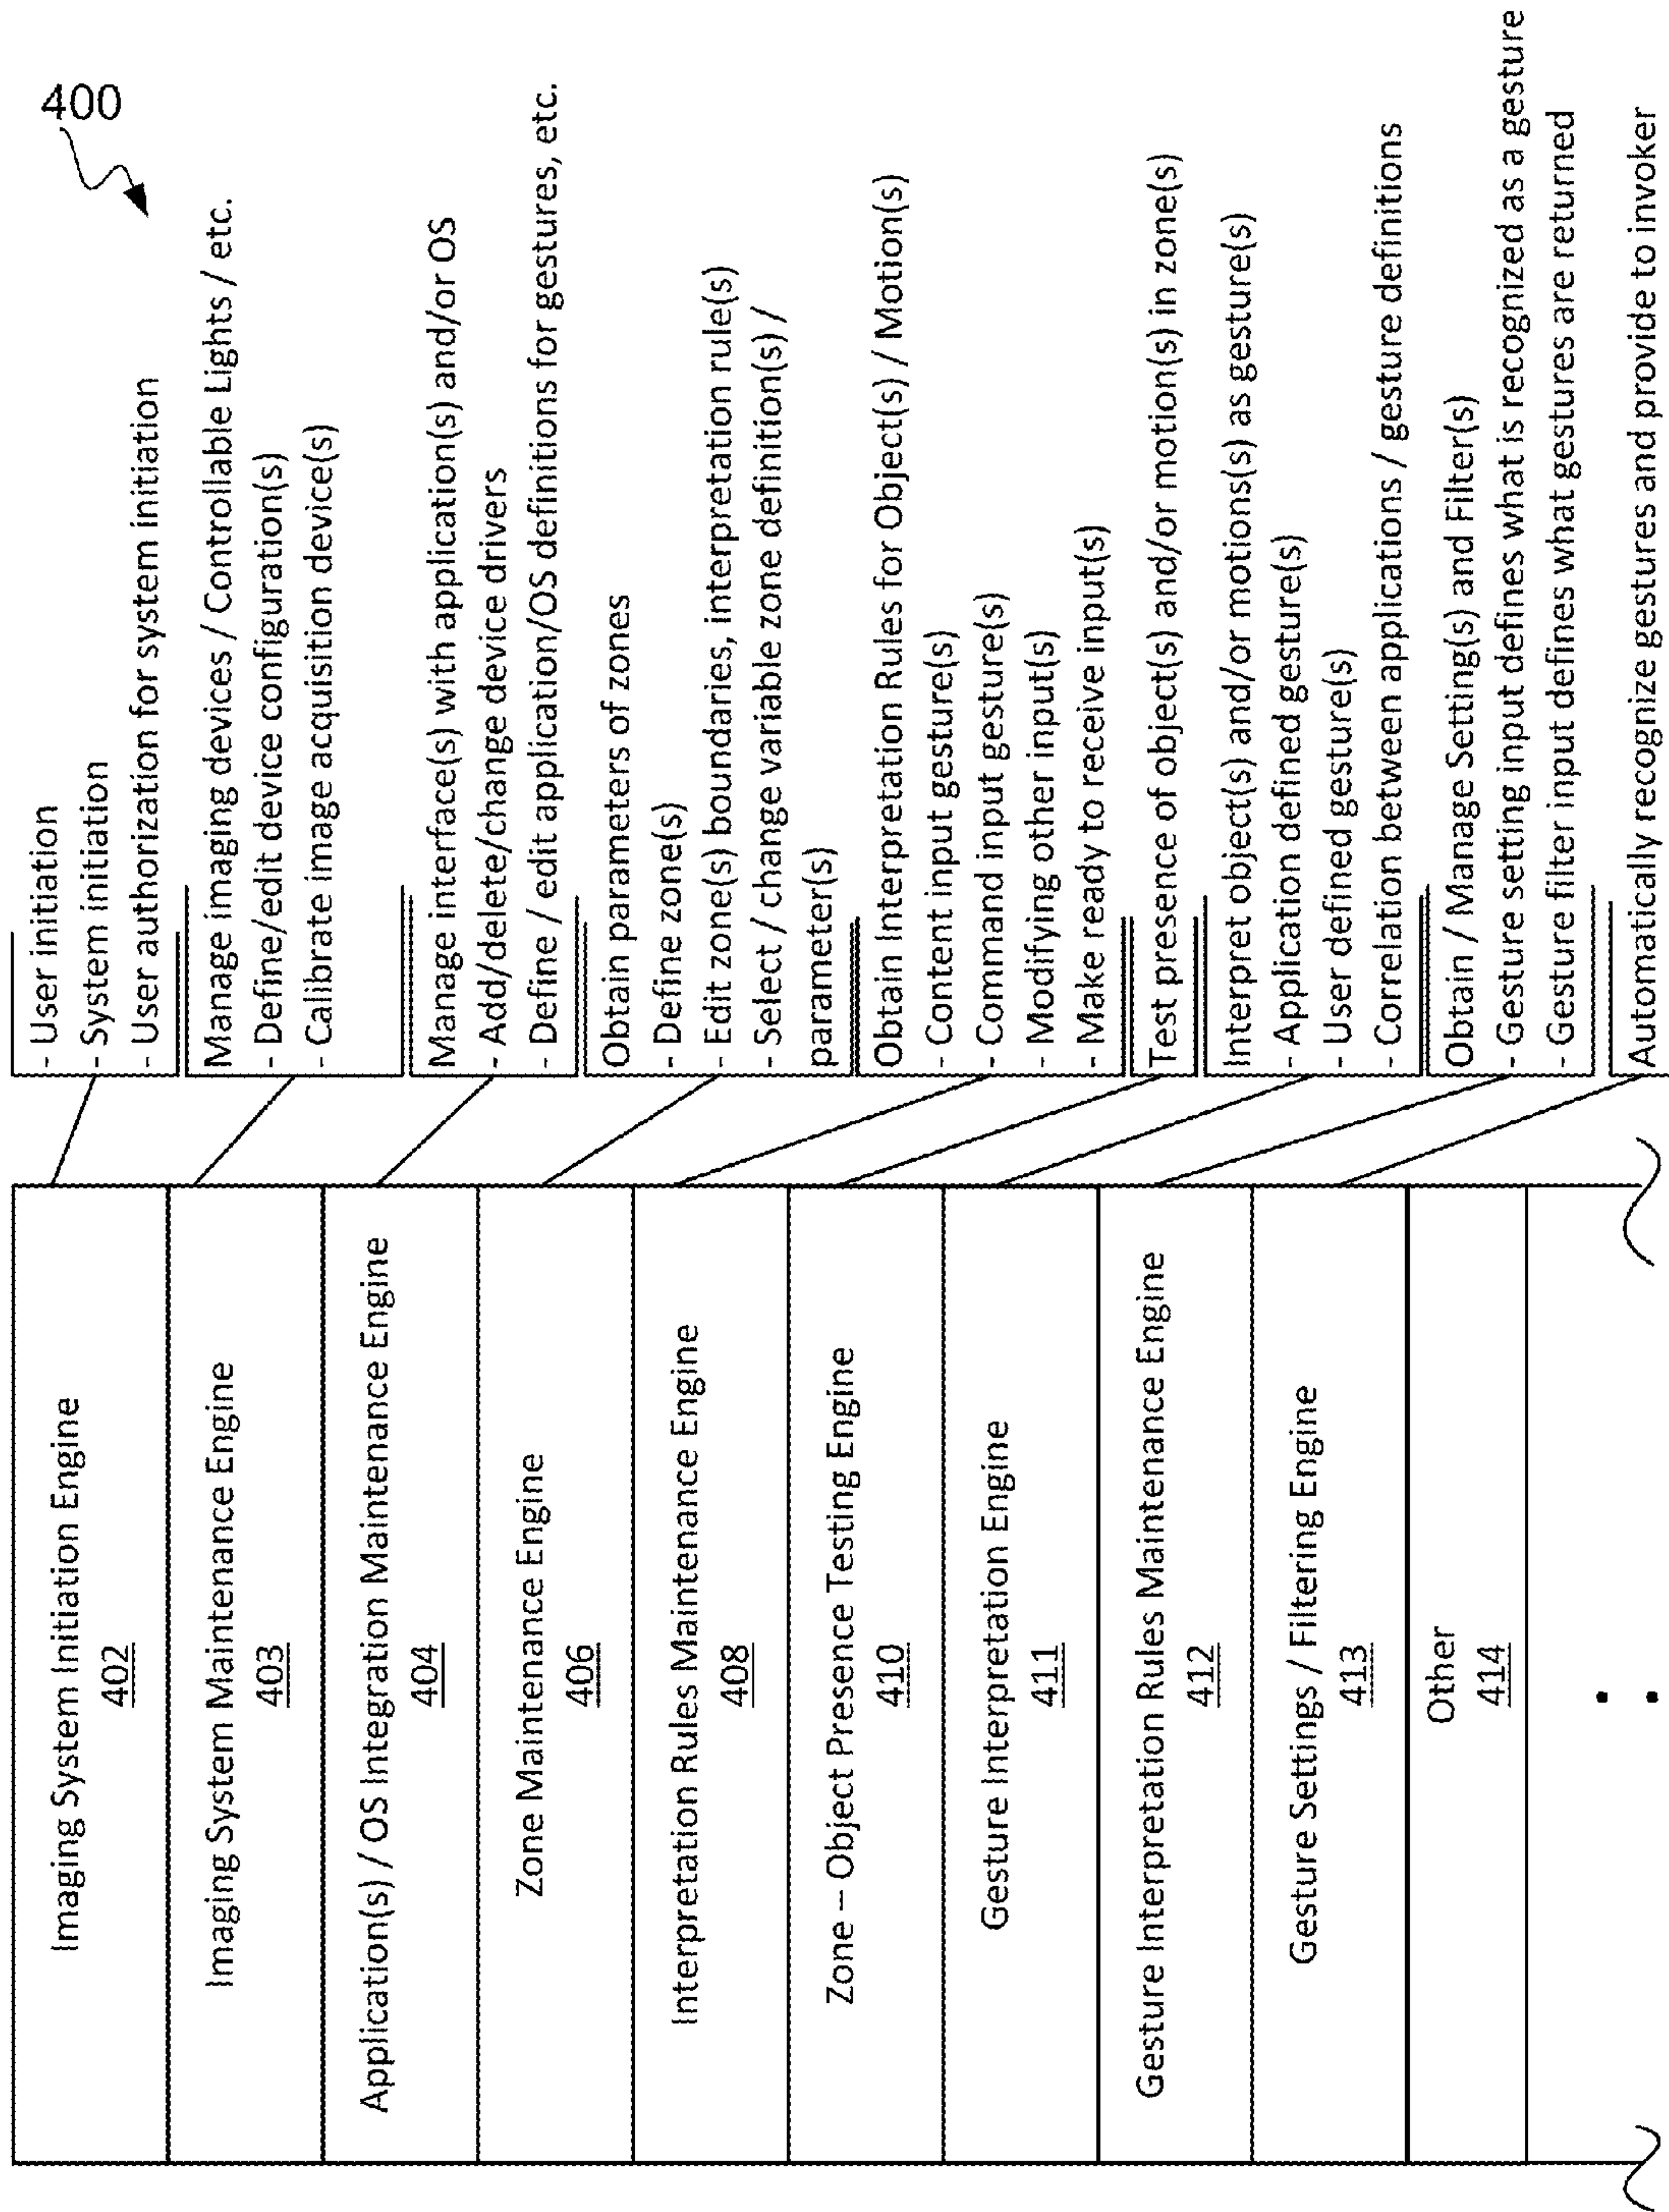 400
Imaging System Initiation Engine
402
- User initiation
- System initiation
- User authorization for system initiation
Imaging System Maintenance Engine
403
Manage imaging devices / Controllable Lights / etc.
- Define/edit device configuration(s)
- Calibrate image acquisition device(s)
Application(s) / OS Integration Maintenance Engine
404
Manage interface(s) with application(s) and/or OS
- Add/delete/change device drivers
- Define / edit application/OS definitions for gestures, etc.
Zone Maintenance Engine
406
Obtain parameters of zones
- Define zone(s)
- Edit zone(s) boundaries, interpretation rule(s)
- Select / change variable zone definition(s) /
parameter(s)
Interpretation Rules Maintenance Engine
408
Obtain Interpretation Rules for Object(s) / Motion(s)
- Content input gesture(s)
- Command input gesture(s)
- Modifying other input(s)
- Make ready to receive input(s)
Zone – Object Presence Testing Engine
410
Test presence of object(s) and/or motion(s) in zone(s)
Gesture Interpretation Engine
411
Interpret object(s) and/or motions(s) as gesture(s)
- Application defined gesture(s)
- User defined gesture(s)
- Correlation between applications / gesture definitions
Gesture Interpretation Rules Maintenance Engine
412
Obtain / Manage Setting(s) and Filter(s)
- Gesture setting input defines what is recognized as a gesture
- Gesture filter input defines what gestures are returned
Gesture Settings / Filtering Engine
413
Automatically recognize gestures and provide to invoker
Other
414